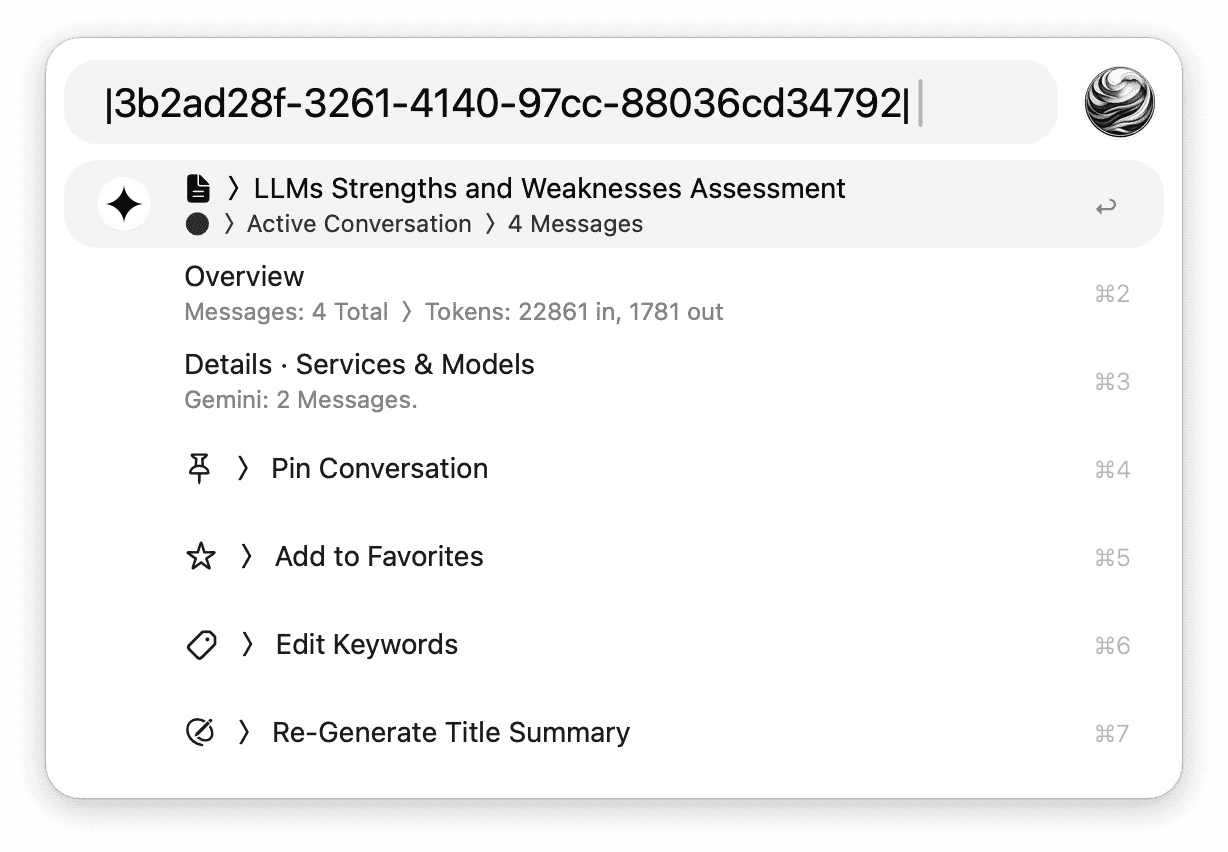 |3b2ad28f-3261-4140-97cc-88036cd34792|
〉 LLMs Strengths and Weaknesses Assessment
〉 Active Conversation 〉 4 Messages
Overview
⌘2
Messages: 4 Total 〉 Tokens: 22861 in, 1781 out
Details · Services & Models
⌘3
Gemini: 2 Messages.
〉 Pin Conversation ⌘4
〉 Add to Favorites ⌘5
〉 Edit Keywords ⌘6
〉 Re-Generate Title Summary ⌘7